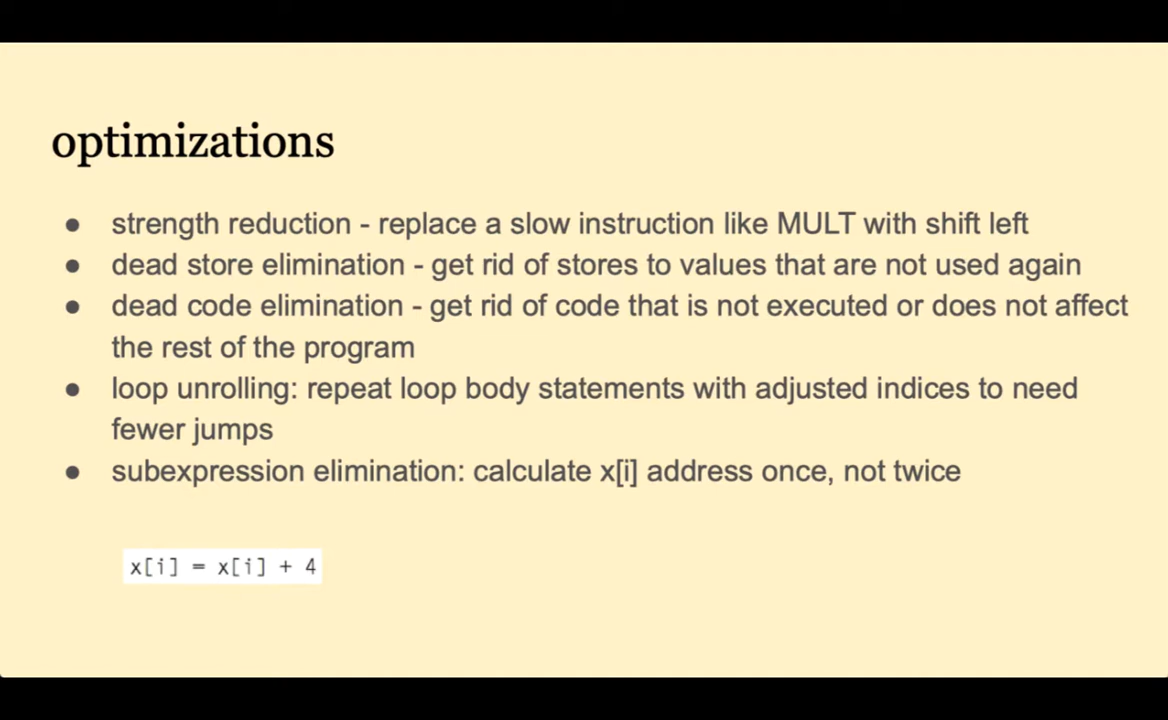 optimizations
● strength reduction - replace a slow instruction like MULT with shift left
● dead store elimination - get rid of stores to values that are not used again
● dead code elimination - get rid of code that is not executed or does not affect
the rest of the program
● loop unrolling: repeat loop body statements with adjusted indices to need
fewer jumps
● subexpression elimination: calculate x[i] address once, not twice
x[i] = x[i] + 4